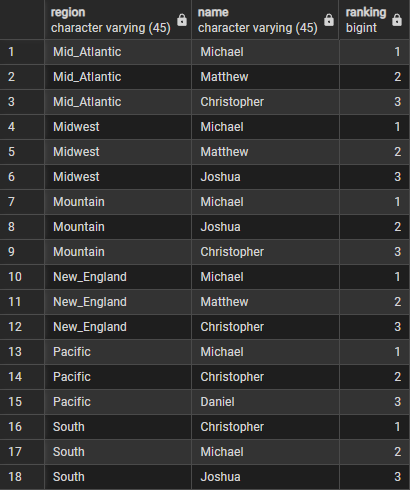 region name ranking
character varying (45) character varying (45) bigint
1 Mid_Atlantic Michael 1
2 Mid_Atlantic Matthew 2
3 Mid_Atlantic Christopher 3
4 Midwest Michael 1
5 Midwest Matthew 2
6 Midwest Joshua 3
7 Mountain Michael 1
8 Mountain Joshua 2
9 Mountain Christopher 3
10 New_England Michael 1
11 New_England Matthew 2
12 New_England Christopher 3
13 Pacific Michael 1
14 Pacific Christopher 2
15 Pacific Daniel 3
16 South Christopher 1
17 South Michael 2
18 South Joshua 3